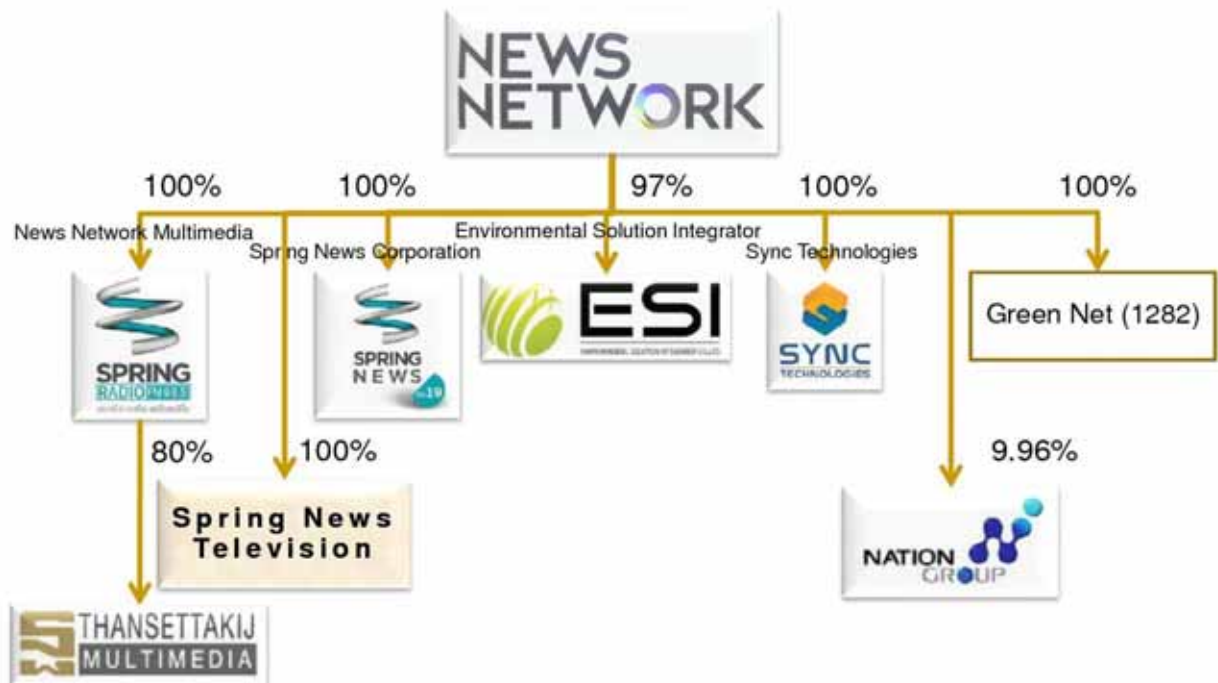 NEWS
NETWORK
100%
100%
97%
100%
100%
News Network Multimedia
Spring News Corporation
Environmental Solution Integrator
Sync Technologies
SPRING
RADIO
SPRING
NEWS
19
ESI
SYNC
TECHNOLOGIES
Green Net (1282)
80%
100%
9.96%
Spring News
Television
NATION
GROUP
THANSETTAKIJ
MULTIMEDIA